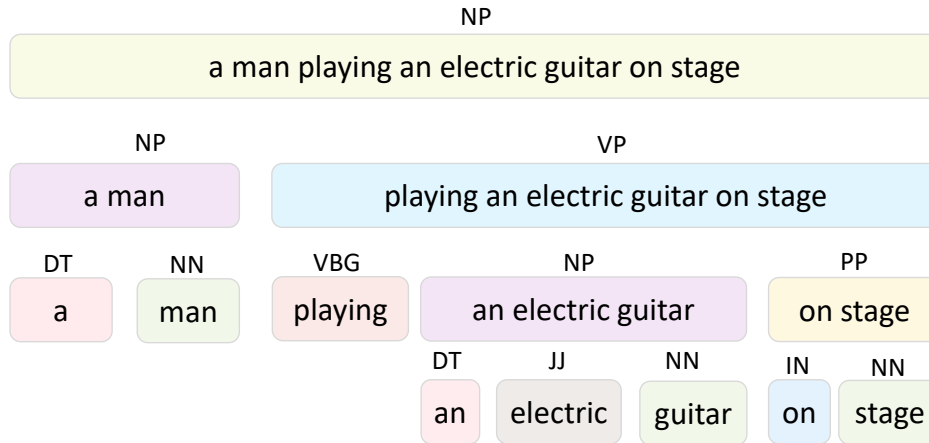 NP
a man playing an electric guitar on stage
NP VP
a man playing an electric guitar on stage
DT NN VBG NP PP
a man playing an electric guitar on stage
DT JJ NN IN NN
an electric guitar on stage